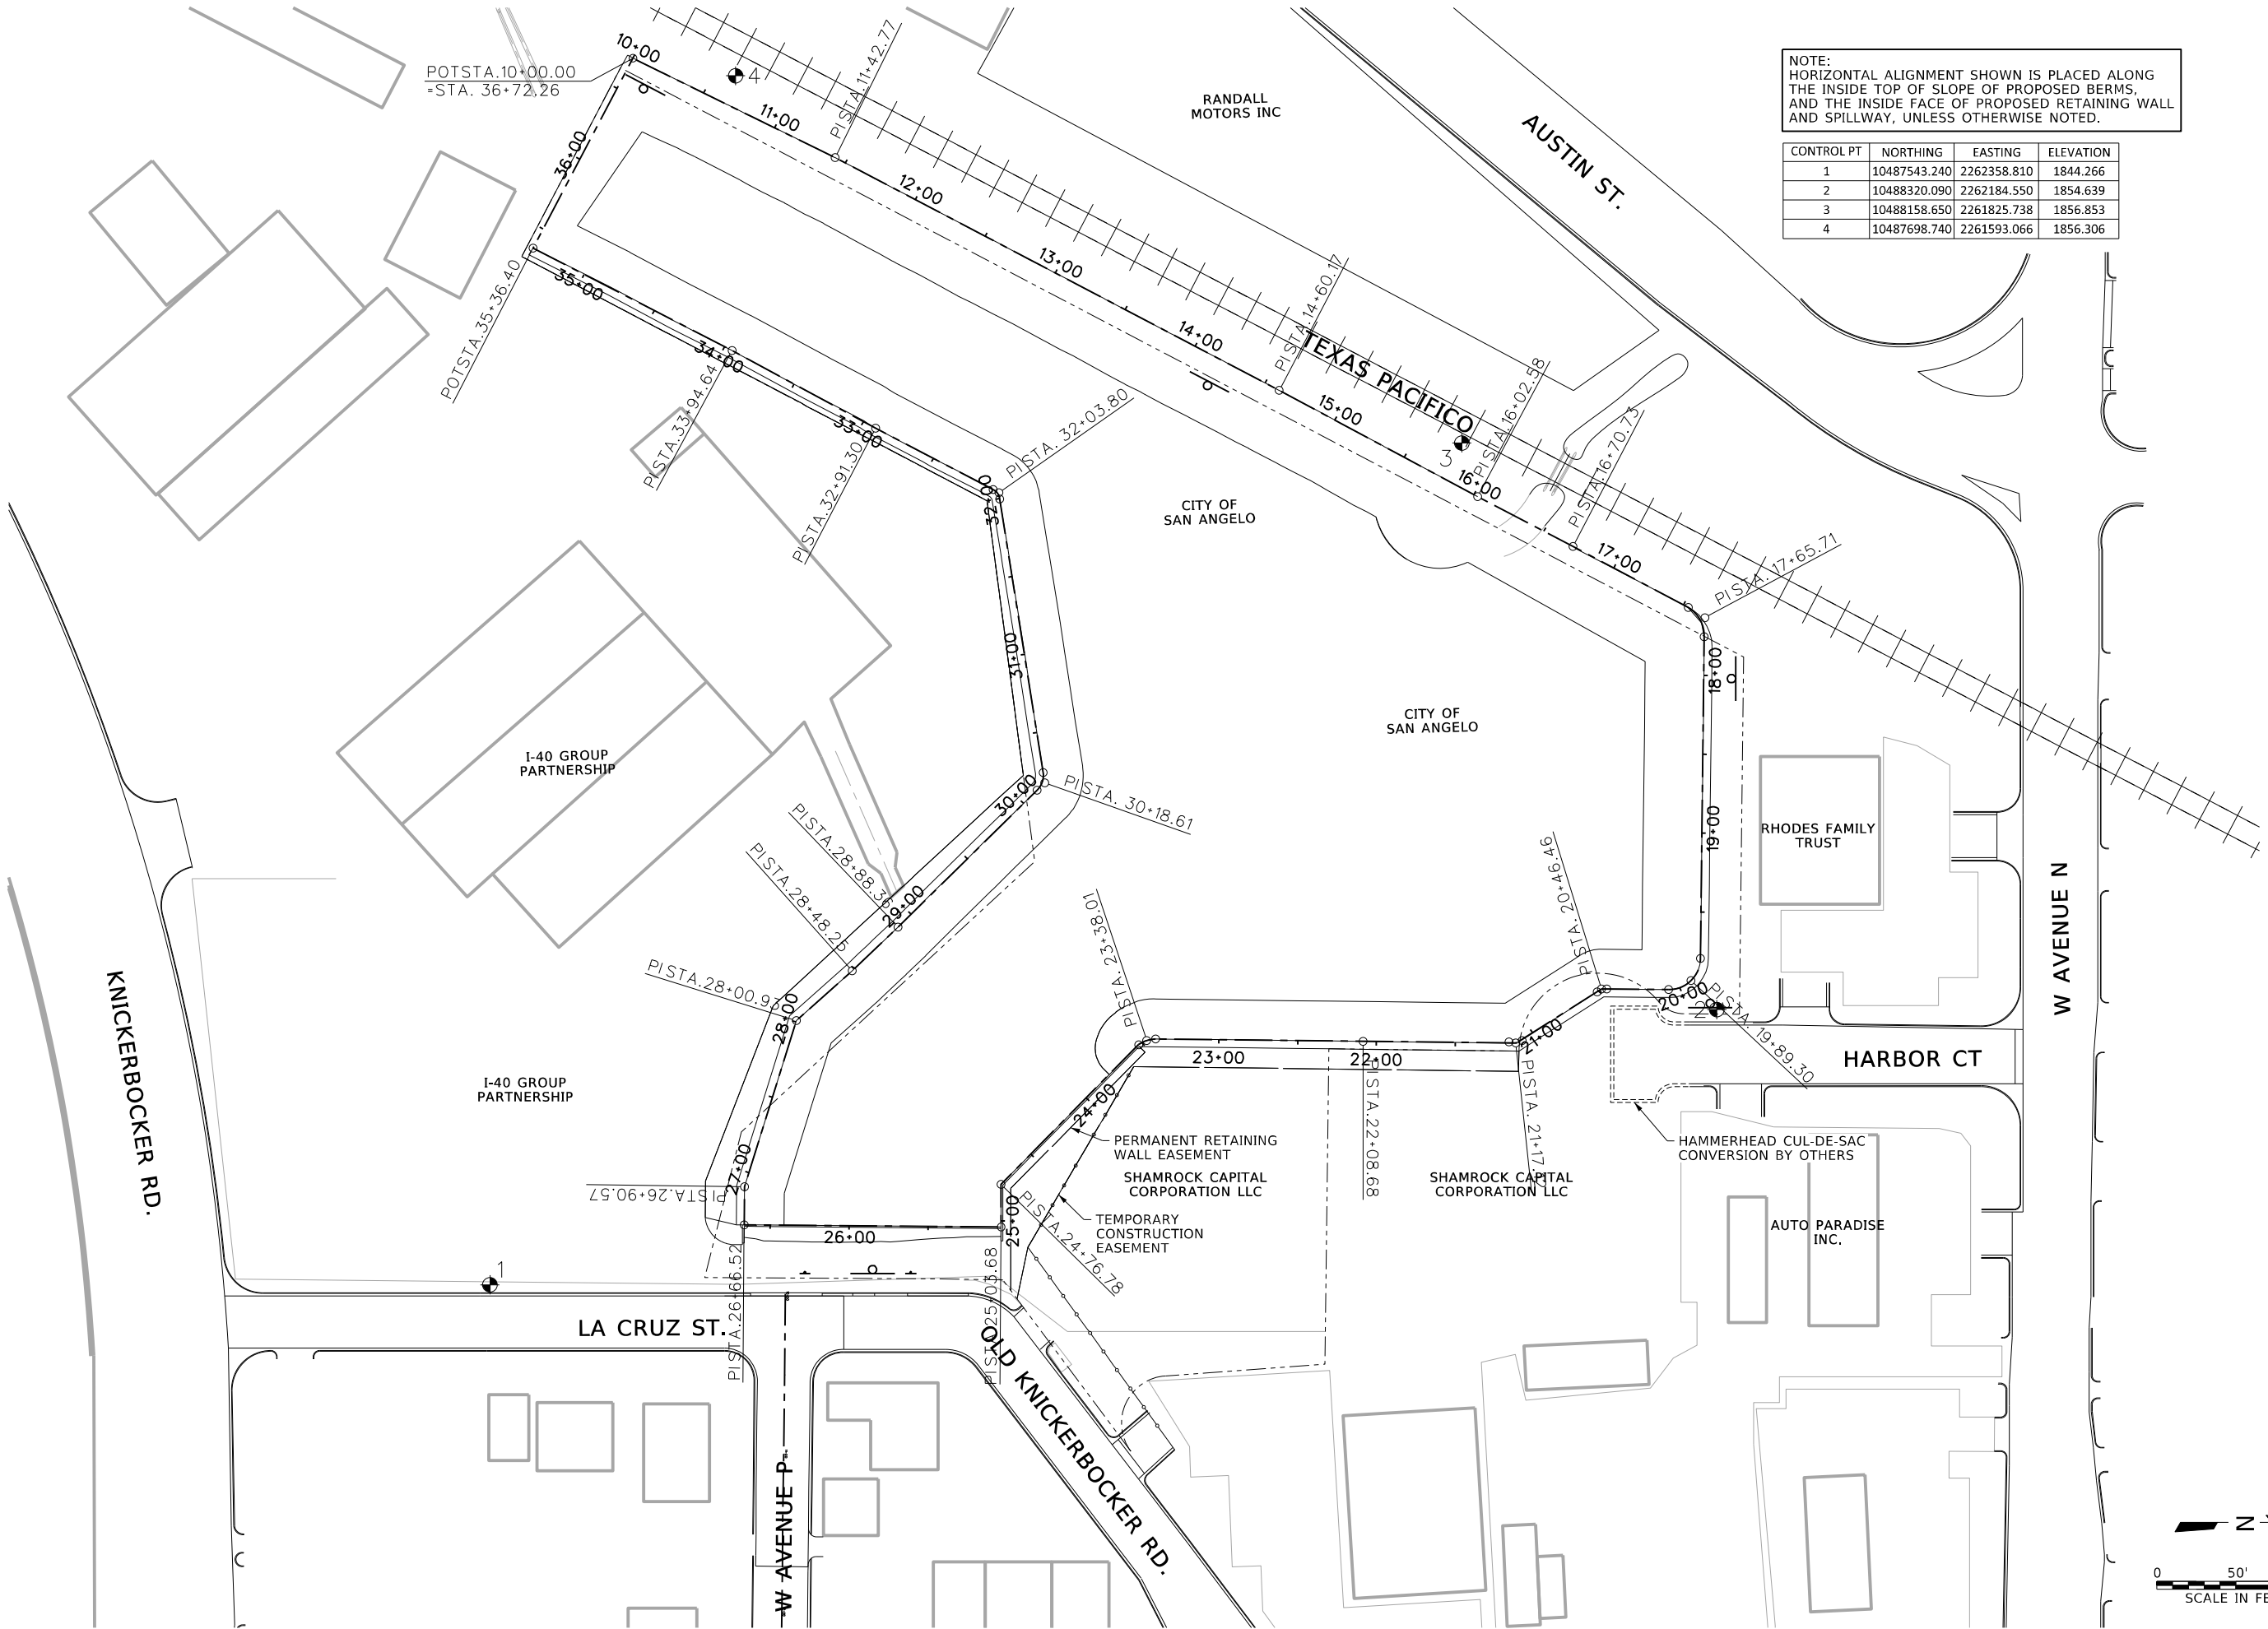 POTSTA.10+00.00
=STA. 36+72.26
10+00
4
PISTA.11+42.77
11+00
RANDALL
MOTORS INC
AUSTIN ST.
NOTE:
HORIZONTAL ALIGNMENT SHOWN IS PLACED ALONG
THE INSIDE TOP OF SLOPE OF PROPOSED BERMS,
AND THE INSIDE FACE OF PROPOSED RETAINING WALL
AND SPILLWAY, UNLESS OTHERWISE NOTED.
CONTROL PT NORTHING EASTING ELEVATION
1 10487543.240 2262358.810 1844.266
2 10488320.090 2262184.550 1854.639
3 10488158.650 2261825.738 1856.853
4 10487698.740 2261593.066 1856.306
36+00
12+00
13+00
PISTA.14+60.17
14+00
TEXAS PACIFICO
POTSTA.35+36.40
35+00
34+00
PISTA.33+94.64
33+00
PISTA.32+91.30
PISTA. 32+03.80
32+00
15+00
3
PISTA.16+02.58
16+00
PISTA.16+70.73
CITY OF
SAN ANGELO
17+00
PISTA. 17+65.71
18+00
31+00
CITY OF
SAN ANGELO
I-40 GROUP
PARTNERSHIP
30+00
PISTA. 30+18.61
PISTA.28+88.36
PISTA.28+48.25
29+00
PISTA.28+00.93
28+00
19+00
RHODES FAMILY
TRUST
W AVENUE N
PISTA. 23+38.01
PISTA. 20+46.46
20+00
2
PISTA. 19+89.30
21+00
HARBOR CT
23+00
22+00
PISTA.22+08.68
KNICKERBOCKER RD.
I-40 GROUP
PARTNERSHIP
24+00
PERMANENT RETAINING
WALL EASEMENT
SHAMROCK CAPITAL
CORPORATION LLC
SHAMROCK CAPITAL
CORPORATION LLC
HAMMERHEAD CUL-DE-SAC
CONVERSION BY OTHERS
27+00
PISTA.26+90.57
25+00
PISTA.24+76.78
TEMPORARY
CONSTRUCTION
EASEMENT
26+00
AUTO PARADISE
INC.
1
PISTA.26+66.52
PISTA.25+03.68
LA CRUZ ST.
OLD KNICKERBOCKER RD.
W AVENUE P
N
0 50'